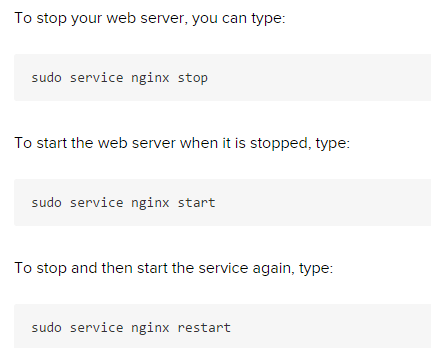 To stop your web server, you can type:
sudo service nginx stop
To start the web server when it is stopped, type:
sudo service nginx start
To stop and then start the service again, type:
sudo service nginx restart